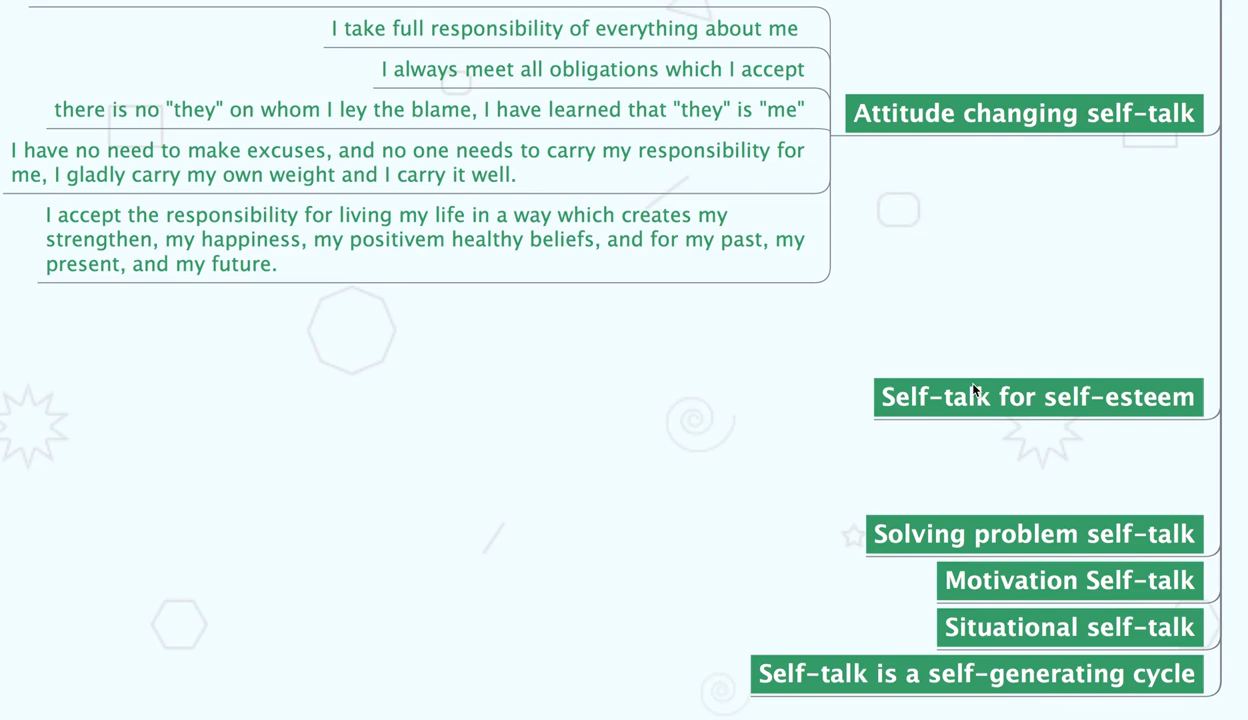 I take full responsibility of everything about me
I always meet all obligations which I accept
there is no "they" on whom I ley the blame, I have learned that "they" is "me"
Attitude changing self-talk
I have no need to make excuses, and no one needs to carry my responsibility for
me, I gladly carry my own weight and I carry it well.
I accept the responsibility for living my life in a way which creates my
strengthen, my happiness, my positivem healthy beliefs, and for my past, my
present, and my future.
Self-talk for self-esteem
Solving problem self-talk
Motivation Self-talk
Situational self-talk
Self-talk is a self-generating cycle